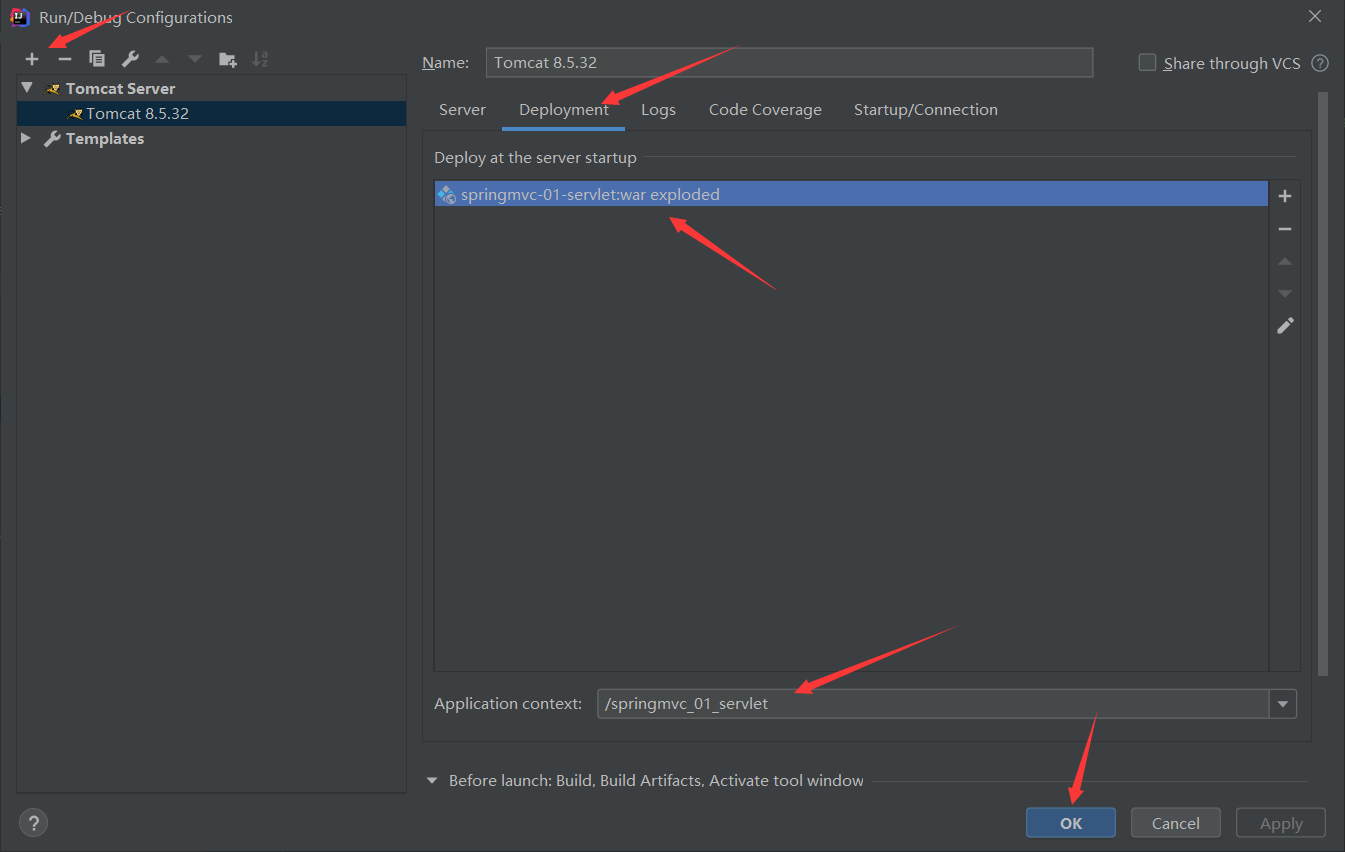 Run/Debug Configurations
Name:
Tomcat 8.5.32
Share through VCS
?
Tomcat Server
Tomcat 8.5.32
Templates
Server
Deployment
Logs
Code Coverage
Startup/Connection
Deploy at the server startup
springmvc-01-servlet:war exploded
Application context:
/springmvc_01_servlet
Before launch: Build, Build Artifacts, Activate tool window
?
OK
Cancel
Apply